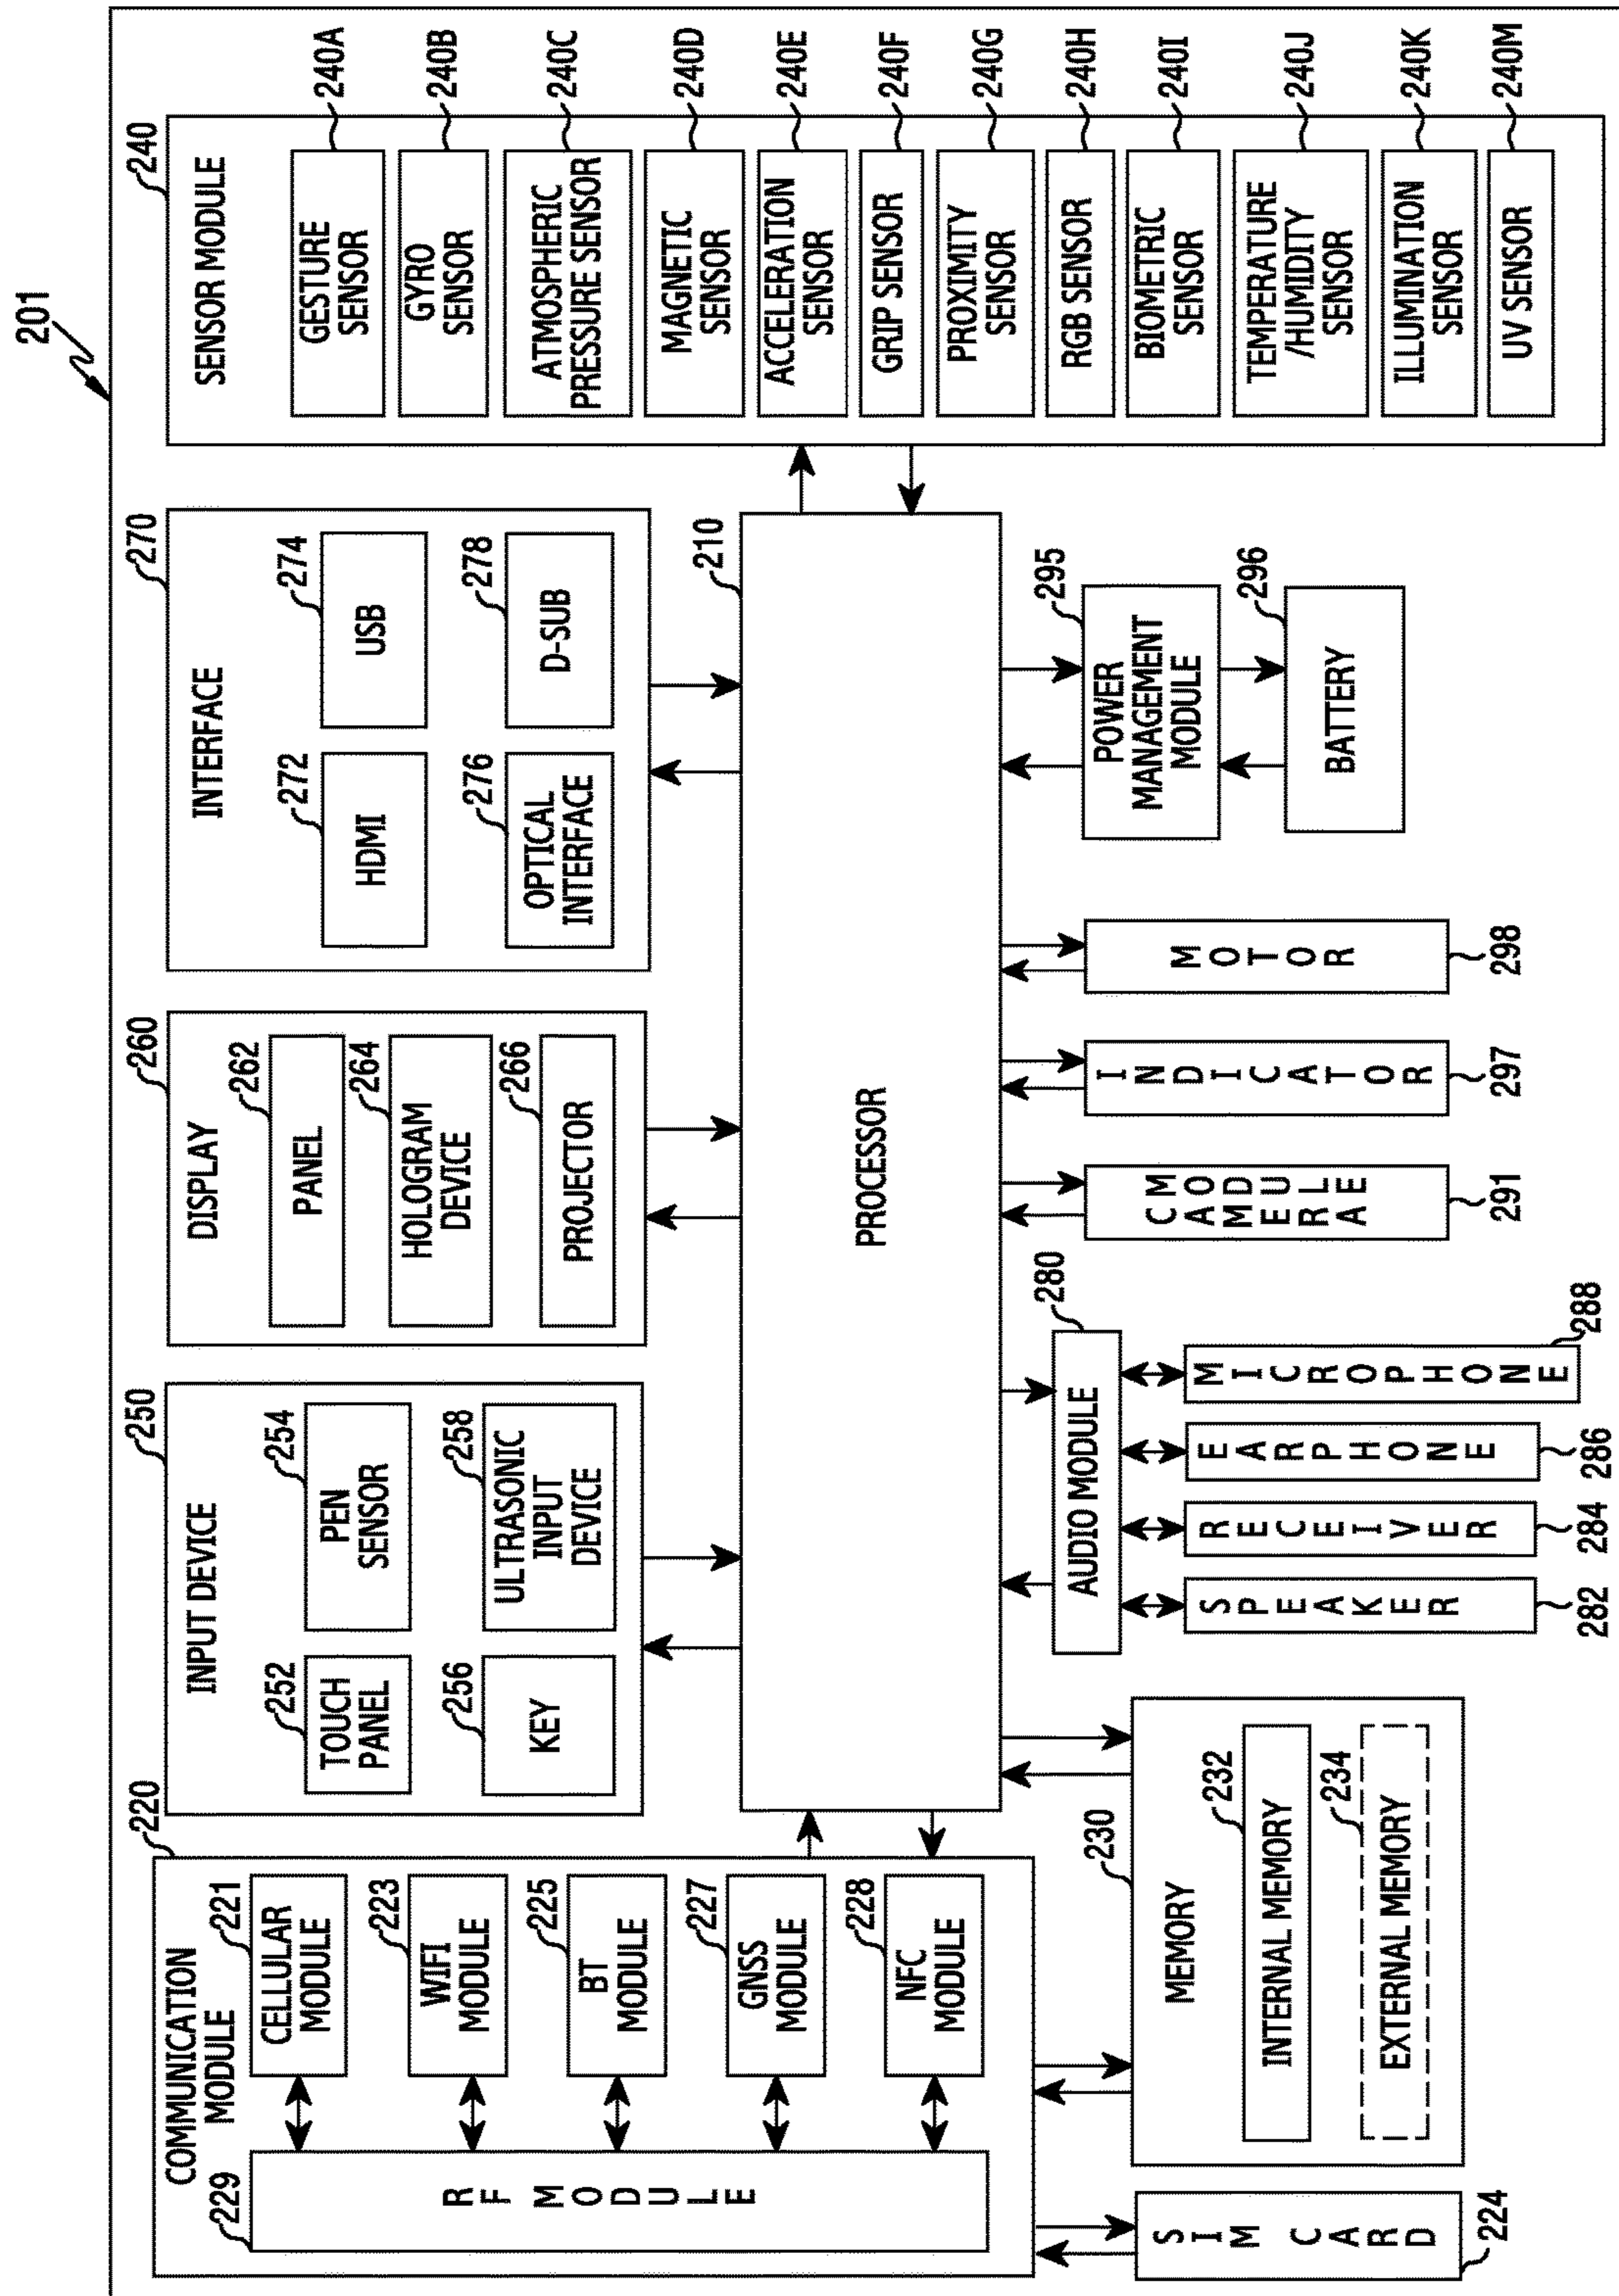 201
220
COMMUNICATION
MODULE
229
RF MODULE
221
CELLULAR
MODULE
223
WIFI
MODULE
225
BT
MODULE
227
GNSS
MODULE
228
NFC
MODULE
250
INPUT DEVICE
252
TOUCH
PANEL
254
PEN
SENSOR
256
KEY
258
ULTRASONIC
INPUT
DEVICE
260
DISPLAY
262
PANEL
264
HOLOGRAM
DEVICE
266
PROJECTOR
270
INTERFACE
272
HDMI
274
USB
276
OPTICAL
INTERFACE
278
D-SUB
240
SENSOR MODULE
GESTURE
SENSOR
240A
GYRO
SENSOR
240B
ATMOSPHERIC
PRESSURE SENSOR
240C
MAGNETIC
SENSOR
240D
ACCELERATION
SENSOR
240E
GRIP SENSOR
240F
PROXIMITY
SENSOR
240G
RGB SENSOR
240H
BIOMETRIC
SENSOR
240I
TEMPERATURE
/HUMIDITY
SENSOR
240J
ILLUMINATION
SENSOR
240K
UV SENSOR
240M
210
PROCESSOR
SIM CARD
224
230
MEMORY
232
INTERNAL MEMORY
234
EXTERNAL MEMORY
280
AUDIO MODULE
SPEAKER
282
RECEIVER
284
EARPHONE
286
MICROPHONE
288
CAMERA
MODULE
291
INDICATOR
297
MOTOR
298
295
POWER
MANAGEMENT
MODULE
296
BATTERY